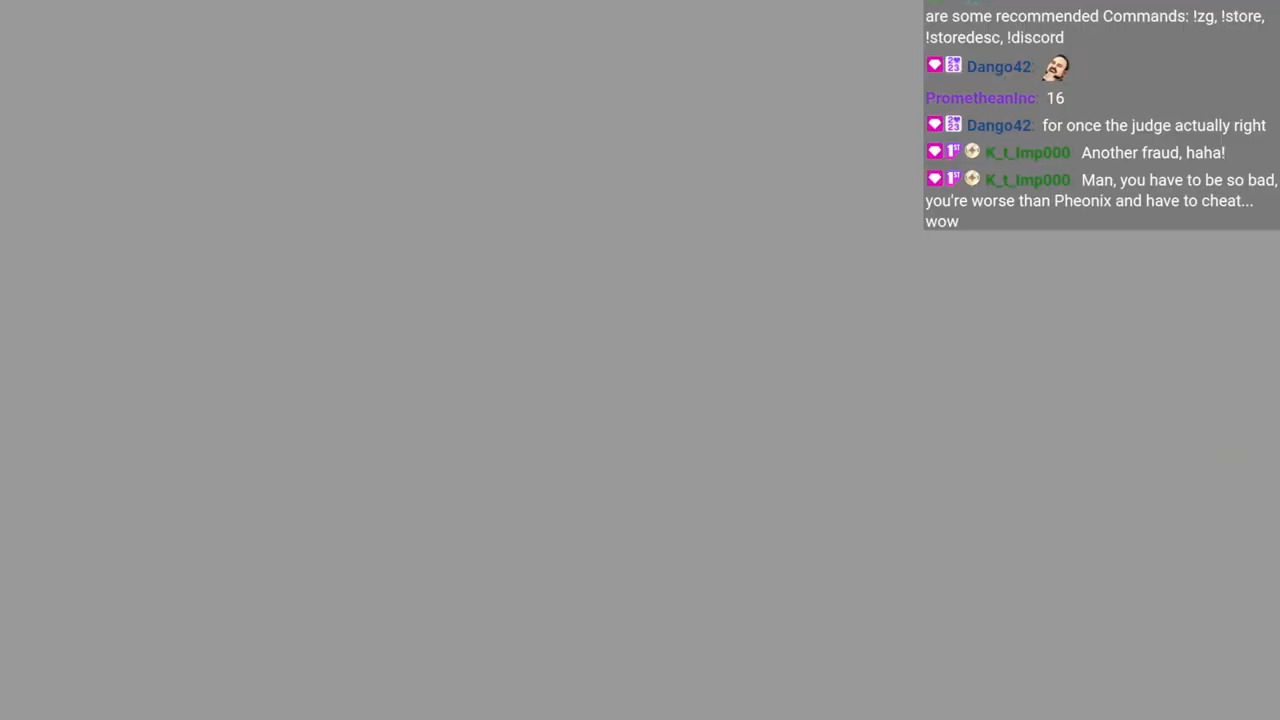 are some recommended Commands: !zg, !store,
!storedesc, !discord
Dango42:
PrometheanInc: 16
Dango42: for once the judge actually right
K_t_Imp000 Another fraud, haha!
K_t_Imp000 Man, you have to be so bad,
you're worse than Pheonix and have to cheat...
wow